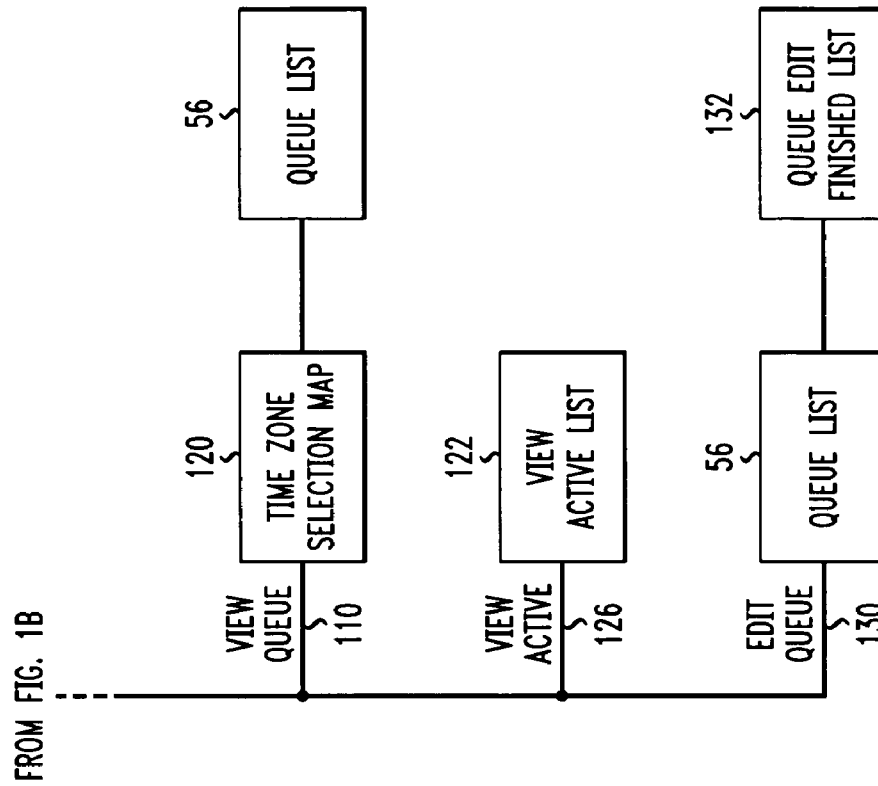 FROM FIG. 1B
VIEW
QUEUE
110
120
TIME ZONE
SELECTION MAP
56
QUEUE LIST
VIEW
ACTIVE
126
122
VIEW
ACTIVE LIST
EDIT
QUEUE
130
56
QUEUE LIST
132
QUEUE EDIT
FINISHED LIST